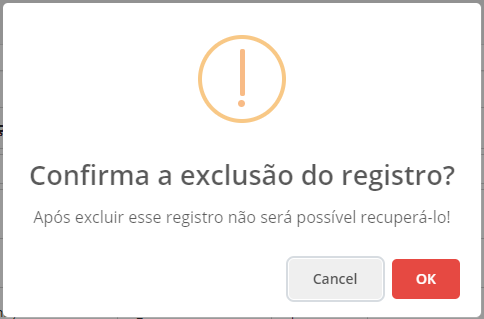 Confirma a exclusão do registro?
Após excluir esse registro não será possível recuperá-lo!
Cancel
OK